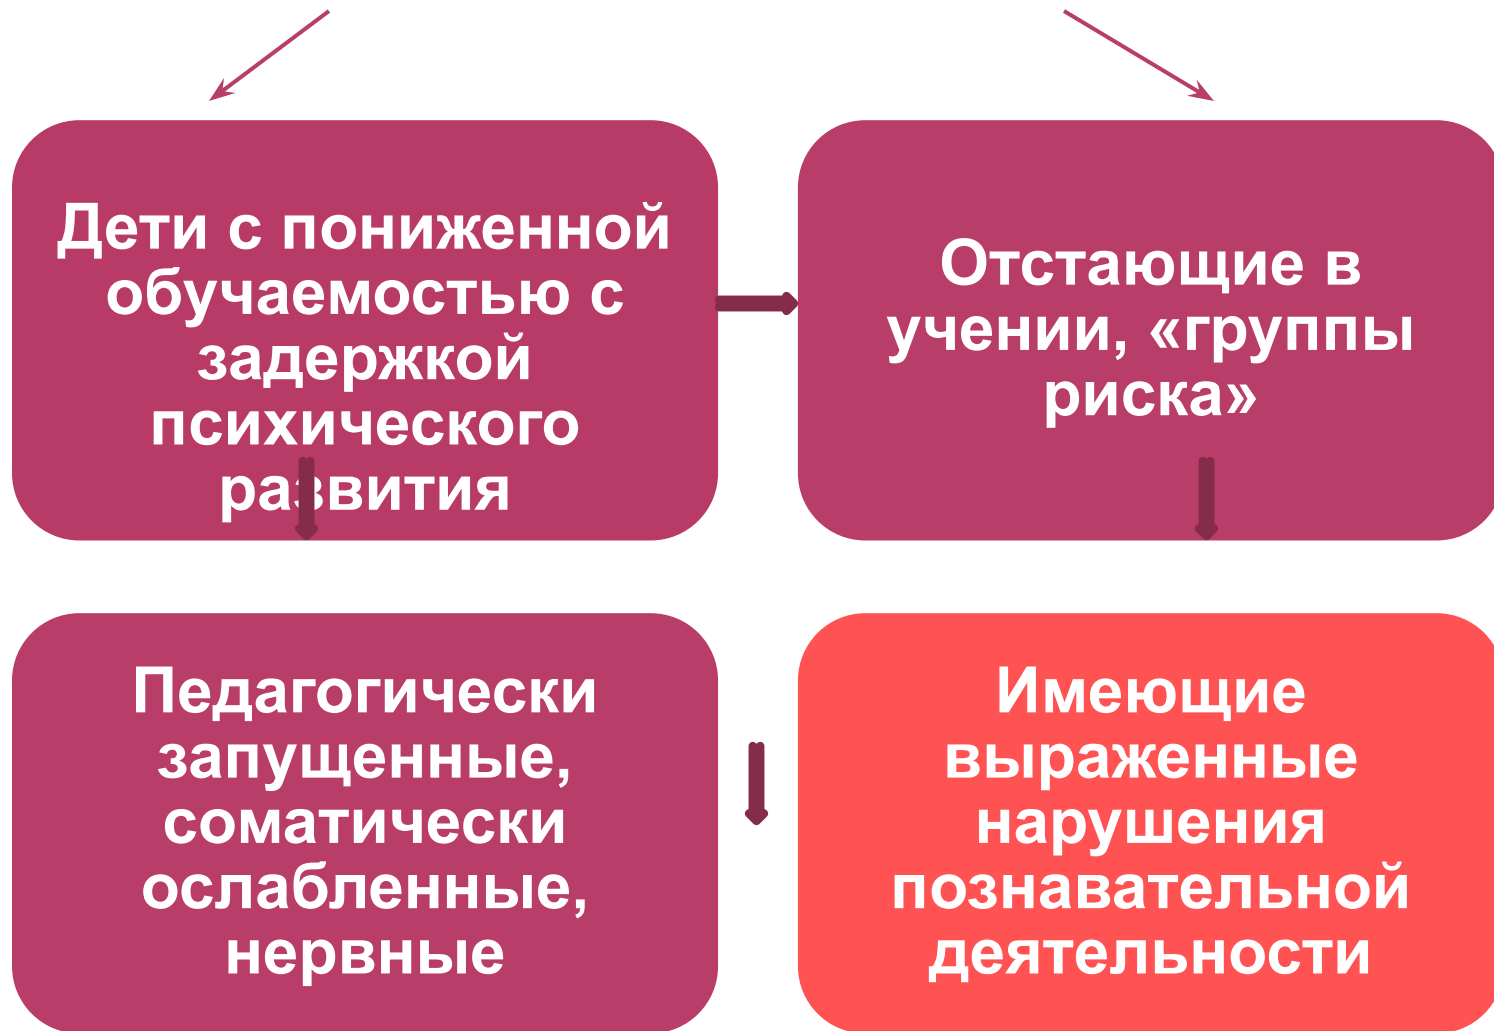 Дети с пониженной
обучаемостью с
задержкой
психического
развития
Отстающие в
учении, «группы
риска»
Педагогически
запущенные,
соматически
ослабленные,
нервные
Имеющие
выраженные
нарушения
познавательной
деятельности